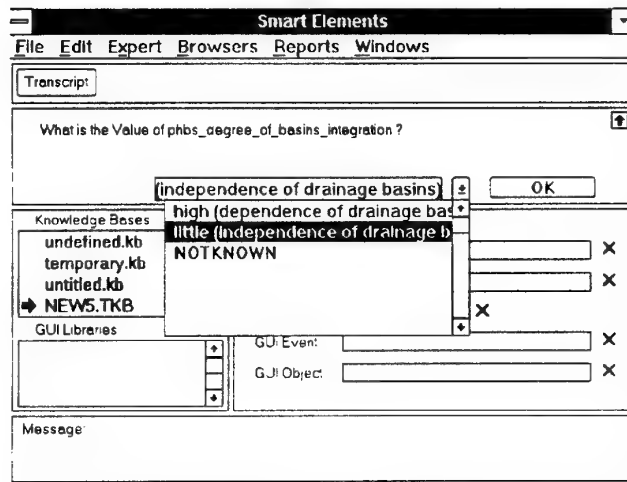 Smart Elements
File Edit Expert Browsers Reports Windows
Transcript
What is the Value of phbs_degree_of_basins_integration ?
(independence of drainage basins)
OK
high (dependence of drainage bas
little (independence of drainage b
NOTKNOWN
Knowledge Bases
undefined.kb
temporary.kb
untitled.kb
NEW5.TKB
GUI Libraries
GUI Event
GUI Object
Message